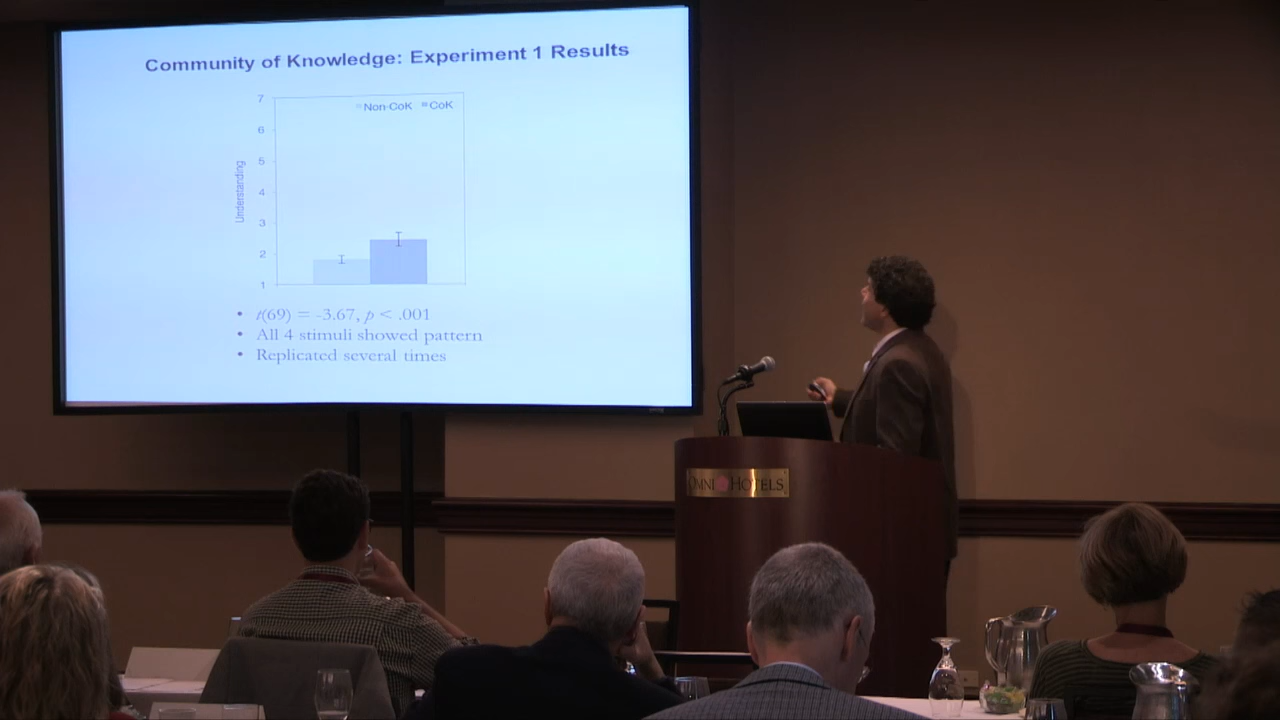 Community of Knowledge: Experiment 1 Results
Non-CoK CoK
7
6
5
4
3
2
1
Understanding
• t(69) = -3.67, p < .001
• All 4 stimuli showed pattern
• Replicated several times
OMNI HOTELS